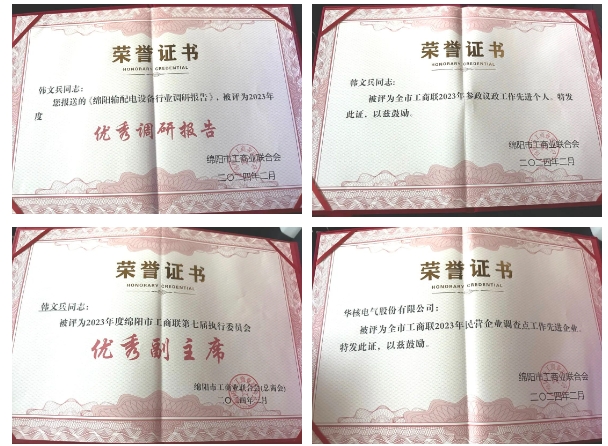 荣誉证书
HONORARY CREDENTIAL
韩文兵同志：
您报送的《绵阳输配电设备行业调研报告》，被评为2023年
度
优秀调研报告
绵阳市工商业联合会
二〇二四年二月
荣誉证书
HONORARY CREDENTIAL
韩文兵同志：
被评为全市工商联2023年参政议政工作先进个人。特发
此证，以兹鼓励。
绵阳市工商业联合会
二〇二四年二月
荣誉证书
HONORARY CREDENTIAL
韩文兵同志：
被评为2023年度绵阳市工商联第七届执行委员会
优秀副主席
绵阳市工商业联合会(总商会)
二〇二四年二月
荣誉证书
HONORARY CREDENTIAL
华核电气股份有限公司：
被评为全市工商联2023年民营企业调查点工作先进企业。
特发此证，以兹鼓励。
绵阳市工商业联合会
二〇二四年二月